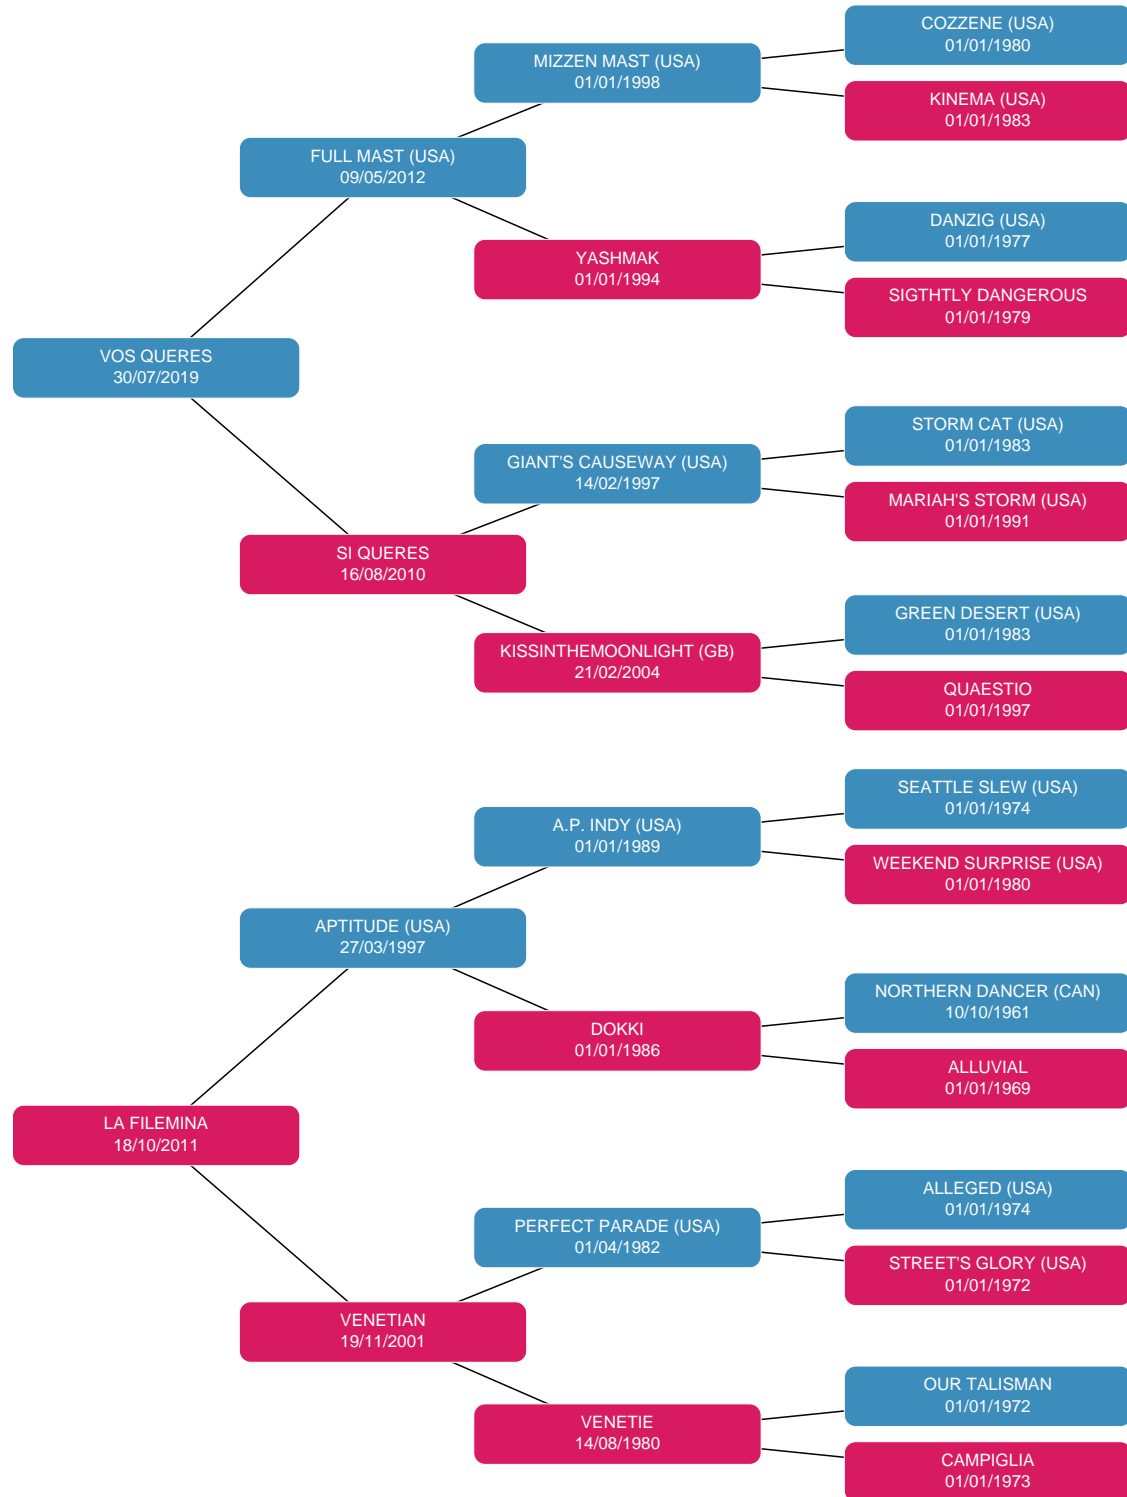 COZZENE (USA)
01/01/1980
MIZZEN MAST (USA)
01/01/1998
KINEMA (USA)
01/01/1983
FULL MAST (USA)
09/05/2012
DANZIG (USA)
01/01/1977
YASHMAK
01/01/1994
SIGTHTLY DANGEROUS
01/01/1979
VOS QUERES
30/07/2019
STORM CAT (USA)
01/01/1983
GIANT'S CAUSEWAY (USA)
14/02/1997
MARIAH'S STORM (USA)
01/01/1991
SI QUERES
16/08/2010
GREEN DESERT (USA)
01/01/1983
KISSINTHEMOONLIGHT (GB)
21/02/2004
QUAESTIO
01/01/1997
SEATTLE SLEW (USA)
01/01/1974
A.P. INDY (USA)
01/01/1989
WEEKEND SURPRISE (USA)
01/01/1980
APTITUDE (USA)
27/03/1997
NORTHERN DANCER (CAN)
10/10/1961
DOKKI
01/01/1986
ALLUVIAL
01/01/1969
LA FILEMINA
18/10/2011
ALLEGED (USA)
01/01/1974
PERFECT PARADE (USA)
01/04/1982
STREET'S GLORY (USA)
01/01/1972
VENETIAN
19/11/2001
OUR TALISMAN
01/01/1972
VENETIE
14/08/1980
CAMPIGLIA
01/01/1973